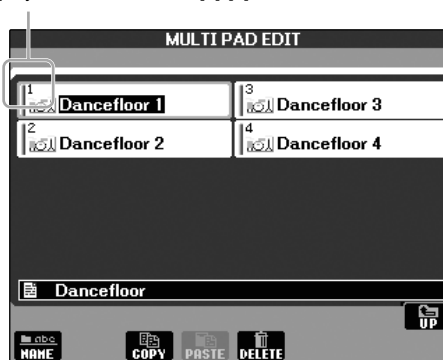 MULTI PAD EDIT
1
Dancefloor 1
3
Dancefloor 3
2
Dancefloor 2
4
Dancefloor 4
Dancefloor
UP
abc
NAME
COPY
PASTE
DELETE